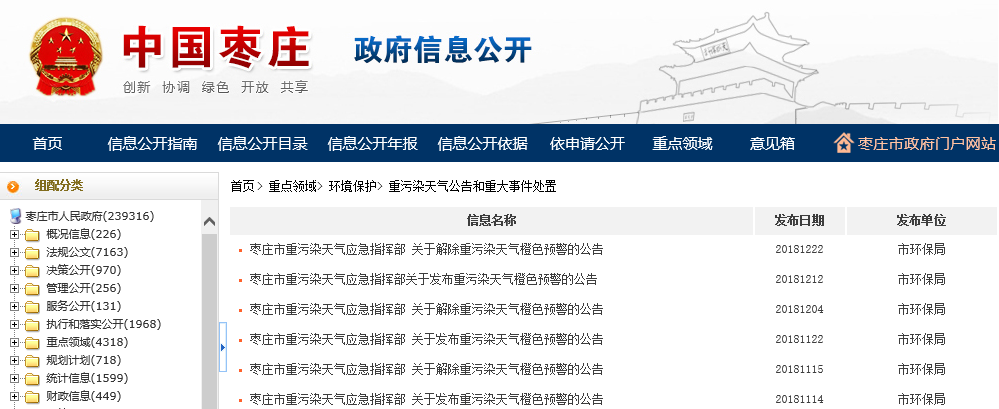 中国枣庄
政府信息公开
创新 协调 绿色 开放 共享
首页 信息公开指南 信息公开目录 信息公开年报 信息公开依据 依申请公开 重点领域 意见箱 枣庄市政府门户网站
组配分类
枣庄市人民政府(239316)
概况信息(226)
法规公文(7163)
决策公开(970)
管理公开(256)
服务公开(131)
执行和落实公开(1968)
重点领域(4318)
规划计划(718)
统计信息(1599)
财政信息(449)
首页> 重点领域> 环境保护> 重污染天气公告和重大事件处置
信息名称 发布日期 发布单位
枣庄市重污染天气应急指挥部 关于解除重污染天气橙色预警的公告 20181222 市环保局
枣庄市重污染天气应急指挥部关于发布重污染天气橙色预警的公告 20181212 市环保局
枣庄市重污染天气应急指挥部 关于解除重污染天气橙色预警的公告 20181204 市环保局
枣庄市重污染天气应急指挥部 关于发布重污染天气橙色预警的公告 20181122 市环保局
枣庄市重污染天气应急指挥部 关于解除重污染天气橙色预警的公告 20181115 市环保局
枣庄市重污染天气应急指挥部 关于发布重污染天气橙色预警的公告 20181114 市环保局